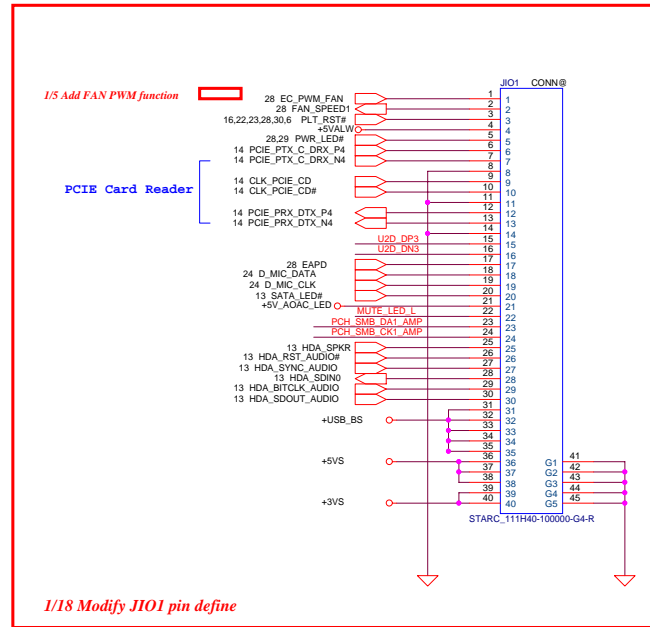 JIO1 CONN@
1/5 Add FAN PWM function
28 EC_PWM_FAN 1 1
28 FAN_SPEED1 2 2
16,22,23,28,30,6 PLT_RST# 3 3
+5VALW 4 4
28,29 PWR_LED# 5 5
14 PCIE_PTX_C_DRX_P4 6 6
14 PCIE_PTX_C_DRX_N4 7 7
8 8
PCIE Card Reader
14 CLK_PCIE_CD 9 9
14 CLK_PCIE_CD# 10 10
11 11
14 PCIE_PRX_DTX_P4 12 12
14 PCIE_PRX_DTX_N4 13 13
14 14
U2D_DP3 15 15
U2D_DN3 16 16
28 EAPD 17 17
24 D_MIC_DATA 18 18
24 D_MIC_CLK 19 19
13 SATA_LED# 20 20
+5V_AOAC_LED 21 21
MUTE_LED_L 22 22
PCH_SMB_DA1_AMP 23 23
PCH_SMB_CK1_AMP 24 24
13 HDA_SPKR 25 25
13 HDA_RST_AUDIO# 26 26
13 HDA_SYNC_AUDIO 27 27
13 HDA_SDIN0 28 28
13 HDA_BITCLK_AUDIO 29 29
13 HDA_SDOUT_AUDIO 30 30
31 31
+USB_BS 32 32
33 33
34 34
35 35
+5VS 36 36 G1 41
37 37 G2 42
38 38 G3 43
39 39 G4 44
+3VS 40 40 G5 45
STARC_111H40-100000-G4-R
1/18 Modify JIO1 pin define